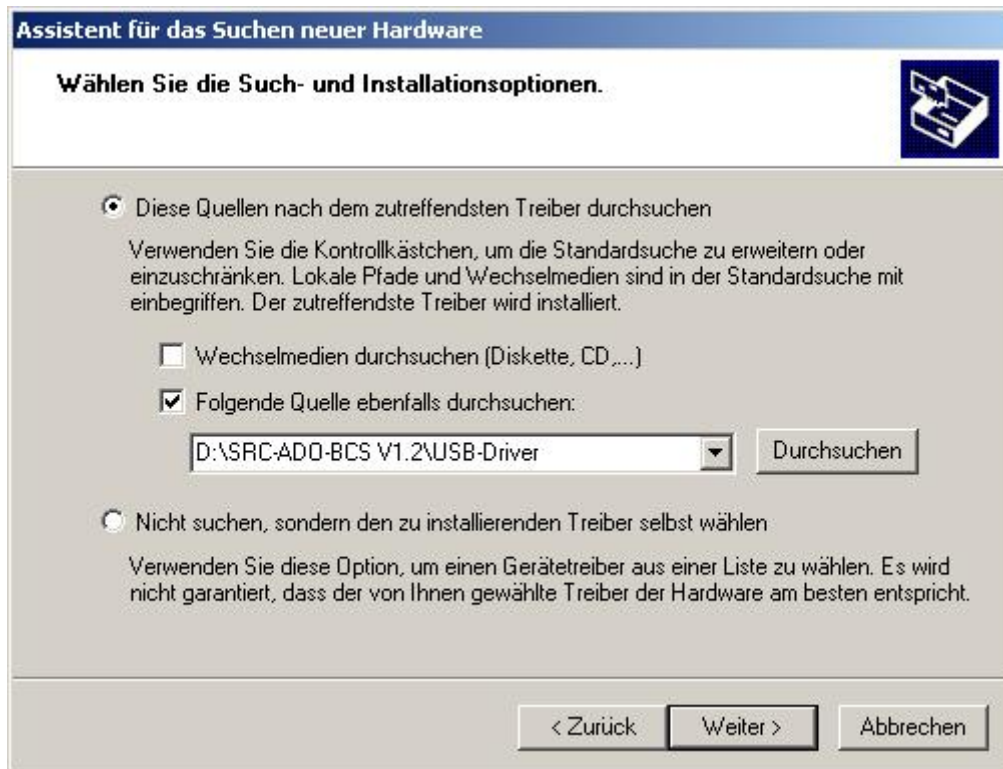 Assistent für das Suchen neuer Hardware
Wählen Sie die Such- und Installationsoptionen.
Diese Quellen nach dem zutreffendsten Treiber durchsuchen
Verwenden Sie die Kontrollkästchen, um die Standardsuche zu erweitern oder
einzuschränken. Lokale Pfade und Wechselmedien sind in der Standardsuche mit
einbegriffen. Der zutreffendste Treiber wird installiert.
Wechselmedien durchsuchen (Diskette, CD,...)
Folgende Quelle ebenfalls durchsuchen:
D:\SRC-ADO-BCS V1.2\USB-Driver Durchsuchen
Nicht suchen, sondern den zu installierenden Treiber selbst wählen
Verwenden Sie diese Option, um einen Gerätetreiber aus einer Liste zu wählen. Es wird
nicht garantiert, dass der von Ihnen gewählte Treiber der Hardware am besten entspricht.
< Zurück Weiter > Abbrechen